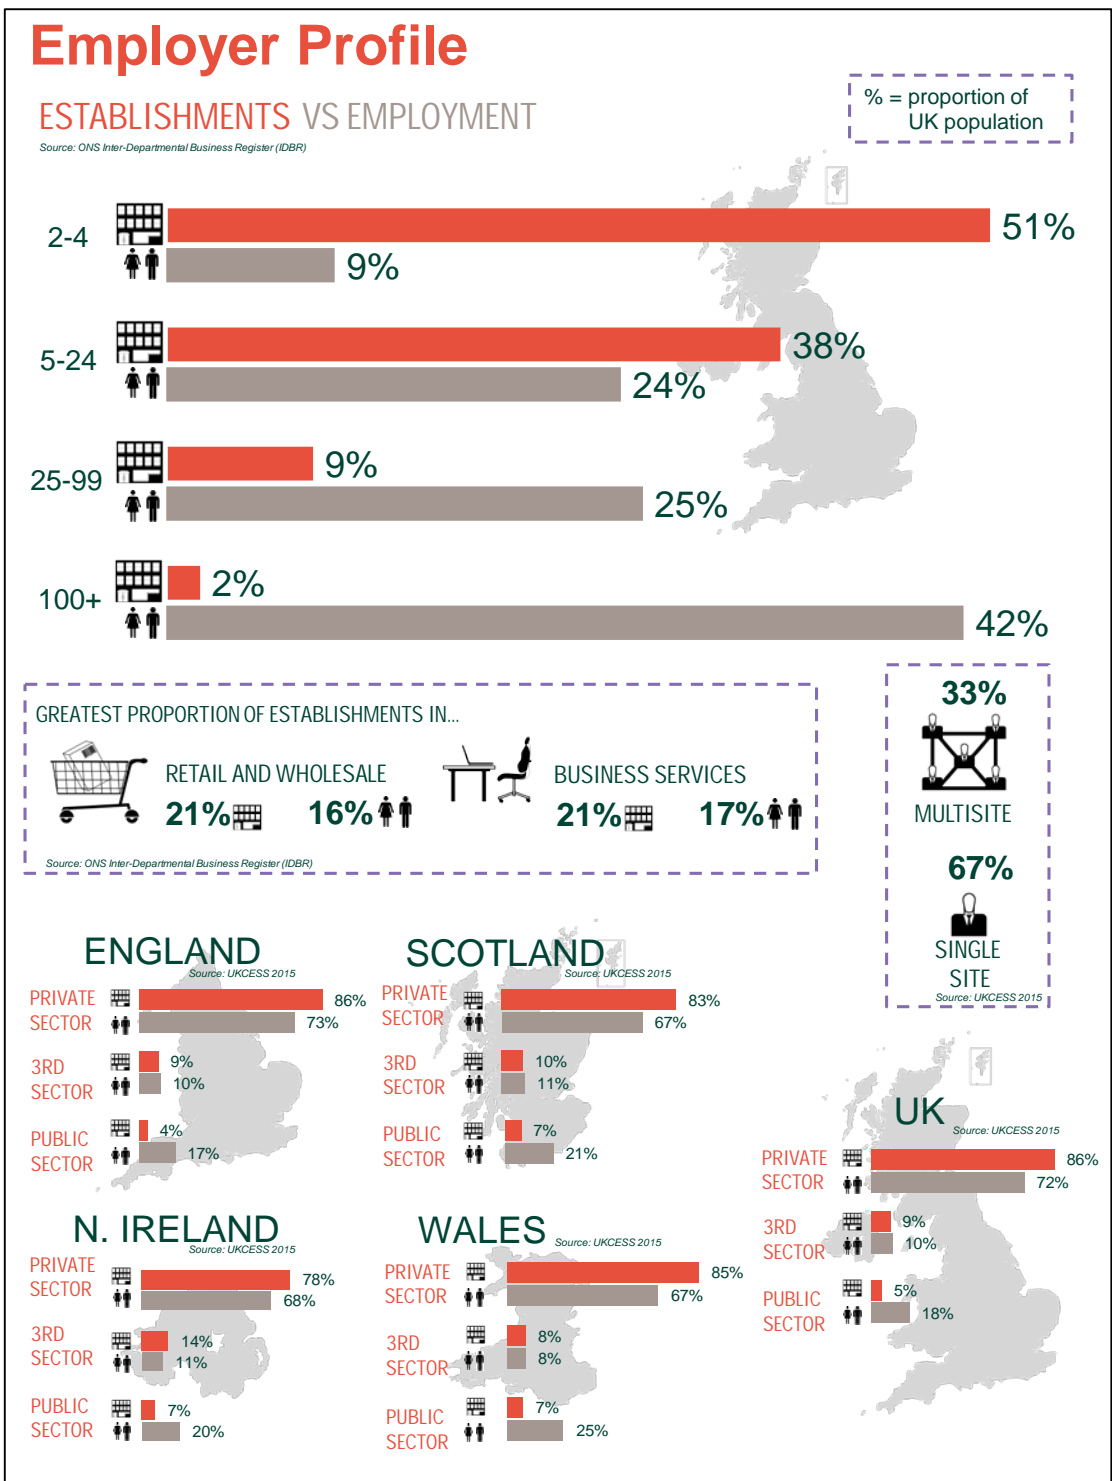 Employer Profile
ESTABLISHMENTS VS EMPLOYMENT
Source: ONS Inter-Departmental Business Register (IDBR)
% = proportion of
UK population
2-4
51%
9%
5-24
38%
24%
25-99
9%
25%
100+
2%
42%
GREATEST PROPORTION OF ESTABLISHMENTS IN...
RETAIL AND WHOLESALE
21% 16%
BUSINESS SERVICES
21% 17%
Source: ONS Inter-Departmental Business Register (IDBR)
33%
MULTISITE
67%
SINGLE
SITE
Source: UKCESS 2015
ENGLAND
Source: UKCESS 2015
PRIVATE
SECTOR
86%
73%
3RD
SECTOR
9%
10%
PUBLIC
SECTOR
4%
17%
SCOTLAND
Source: UKCESS 2015
PRIVATE
SECTOR
83%
67%
3RD
SECTOR
10%
11%
PUBLIC
SECTOR
7%
21%
UK
Source: UKCESS 2015
PRIVATE
SECTOR
86%
72%
3RD
SECTOR
9%
10%
PUBLIC
SECTOR
5%
18%
N. IRELAND
Source: UKCESS 2015
PRIVATE
SECTOR
78%
68%
3RD
SECTOR
14%
11%
PUBLIC
SECTOR
7%
20%
WALES
Source: UKCESS 2015
PRIVATE
SECTOR
85%
67%
3RD
SECTOR
8%
8%
PUBLIC
SECTOR
7%
25%